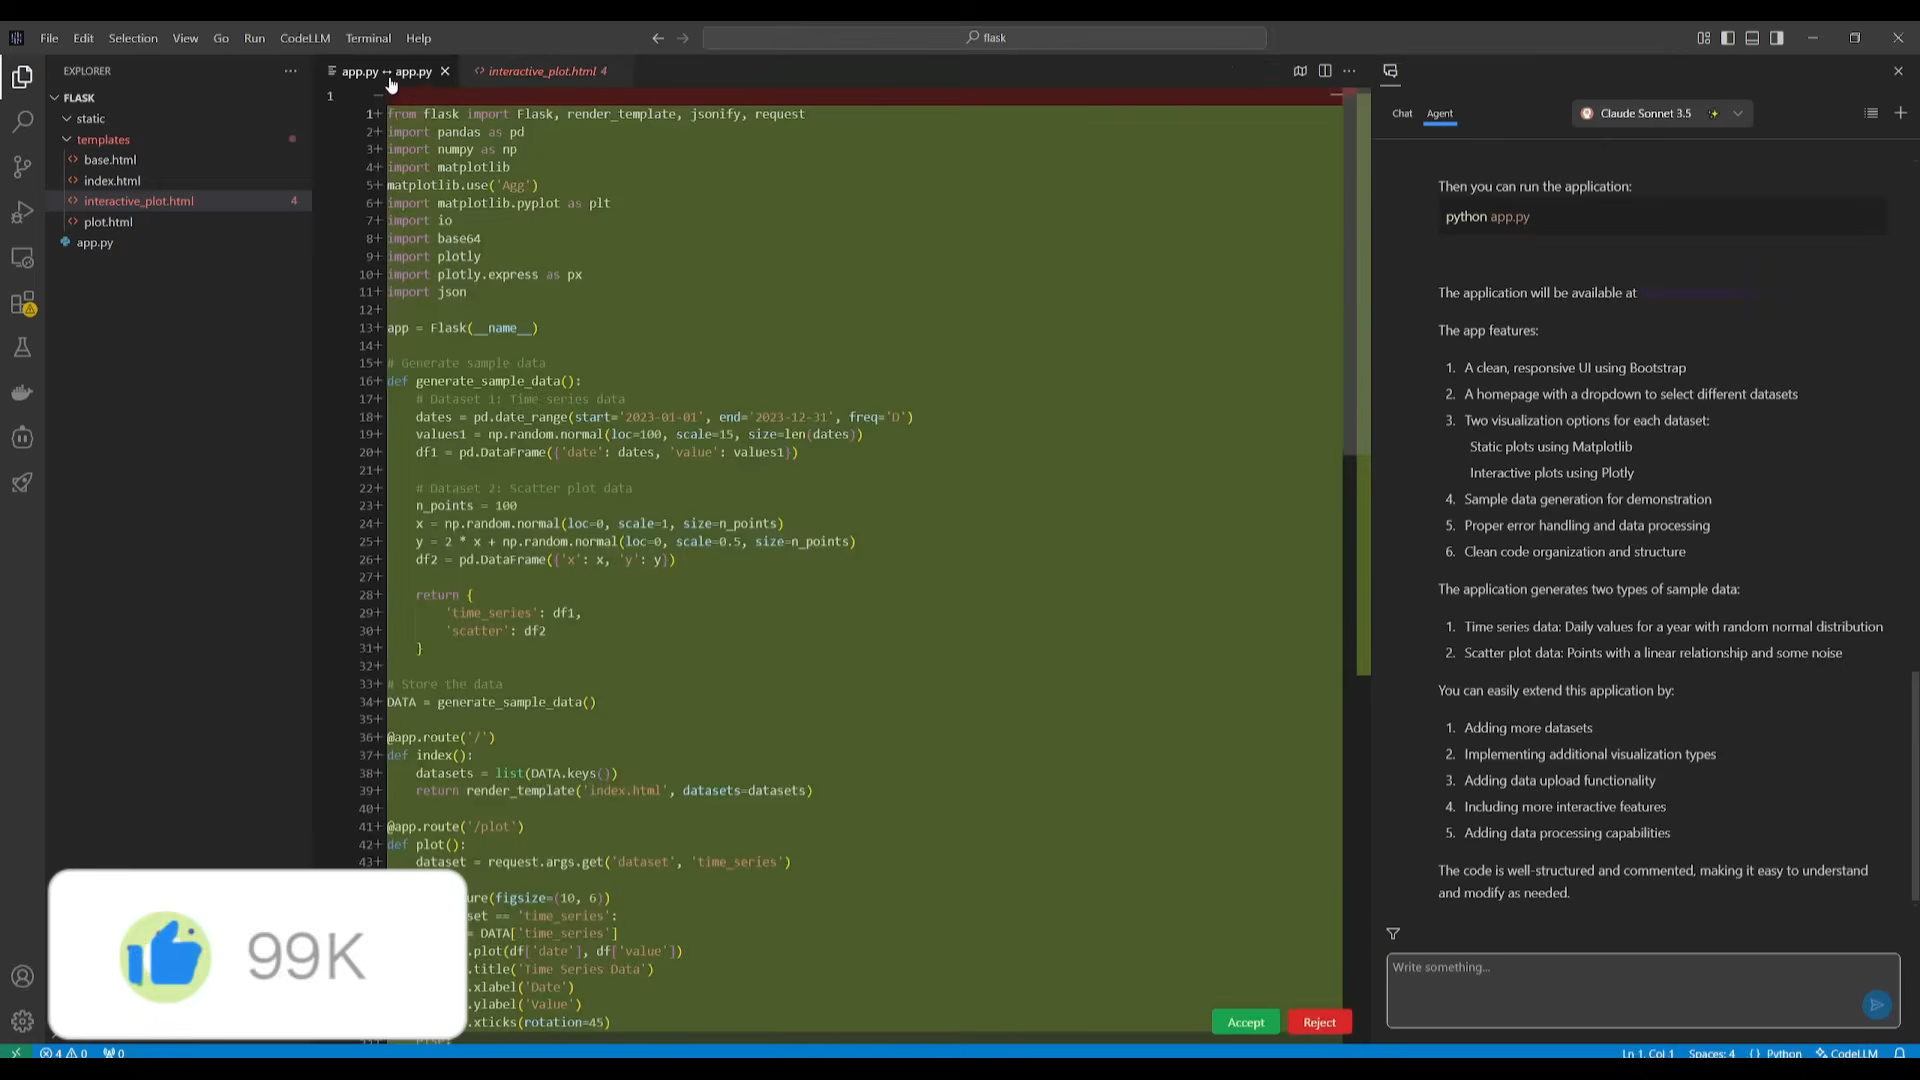 File Edit Selection View Go Run CodeLLM Terminal Help
flask
EXPLORER
FLASK
static
templates
base.html
index.html
interactive_plot.html 4
plot.html
app.py
app.py ↔ app.py
interactive_plot.html 4
1
1+ from flask import Flask, render_template, jsonify, request
2+ import pandas as pd
3+ import numpy as np
4+ import matplotlib
5+ matplotlib.use('Agg')
6+ import matplotlib.pyplot as plt
7+ import io
8+ import base64
9+ import plotly
10+ import plotly.express as px
11+ import json
12+
13+ app = Flask(__name__)
14+
15+ # Generate sample data
16+ def generate_sample_data():
17+ # Dataset 1: Time series data
18+ dates = pd.date_range(start='2023-01-01', end='2023-12-31', freq='D')
19+ values1 = np.random.normal(loc=100, scale=15, size=len(dates))
20+ df1 = pd.DataFrame({'date': dates, 'value': values1})
21+
22+ # Dataset 2: Scatter plot data
23+ n_points = 100
24+ x = np.random.normal(loc=0, scale=1, size=n_points)
25+ y = 2 * x + np.random.normal(loc=0, scale=0.5, size=n_points)
26+ df2 = pd.DataFrame({'x': x, 'y': y})
27+
28+ return {
29+ 'time_series': df1,
30+ 'scatter': df2
31+ }
32+
33+ # Store the data
34+ DATA = generate_sample_data()
35+
36+ @app.route('/')
37+ def index():
38+ datasets = list(DATA.keys())
39+ return render_template('index.html', datasets=datasets)
40+
41+ @app.route('/plot')
42+ def plot():
43+ dataset = request.args.get('dataset', 'time_series')
ure(figsize=(10, 6))
set == 'time_series':
= DATA['time_series']
.plot(df['date'], df['value'])
.title('Time Series Data')
.xlabel('Date')
.ylabel('Value')
.xticks(rotation=45)
Accept Reject
99K
Chat Agent
Claude Sonnet 3.5
Then you can run the application:
python app.py
The application will be available at
The app features:
1. A clean, responsive UI using Bootstrap
2. A homepage with a dropdown to select different datasets
3. Two visualization options for each dataset:
Static plots using Matplotlib
Interactive plots using Plotly
4. Sample data generation for demonstration
5. Proper error handling and data processing
6. Clean code organization and structure
The application generates two types of sample data:
1. Time series data: Daily values for a year with random normal distribution
2. Scatter plot data: Points with a linear relationship and some noise
You can easily extend this application by:
1. Adding more datasets
2. Implementing additional visualization types
3. Adding data upload functionality
4. Including more interactive features
5. Adding data processing capabilities
The code is well-structured and commented, making it easy to understand
and modify as needed.
Write something...
4 0 0
Ln 1, Col 1 Spaces: 4 {} Python CodeLLM